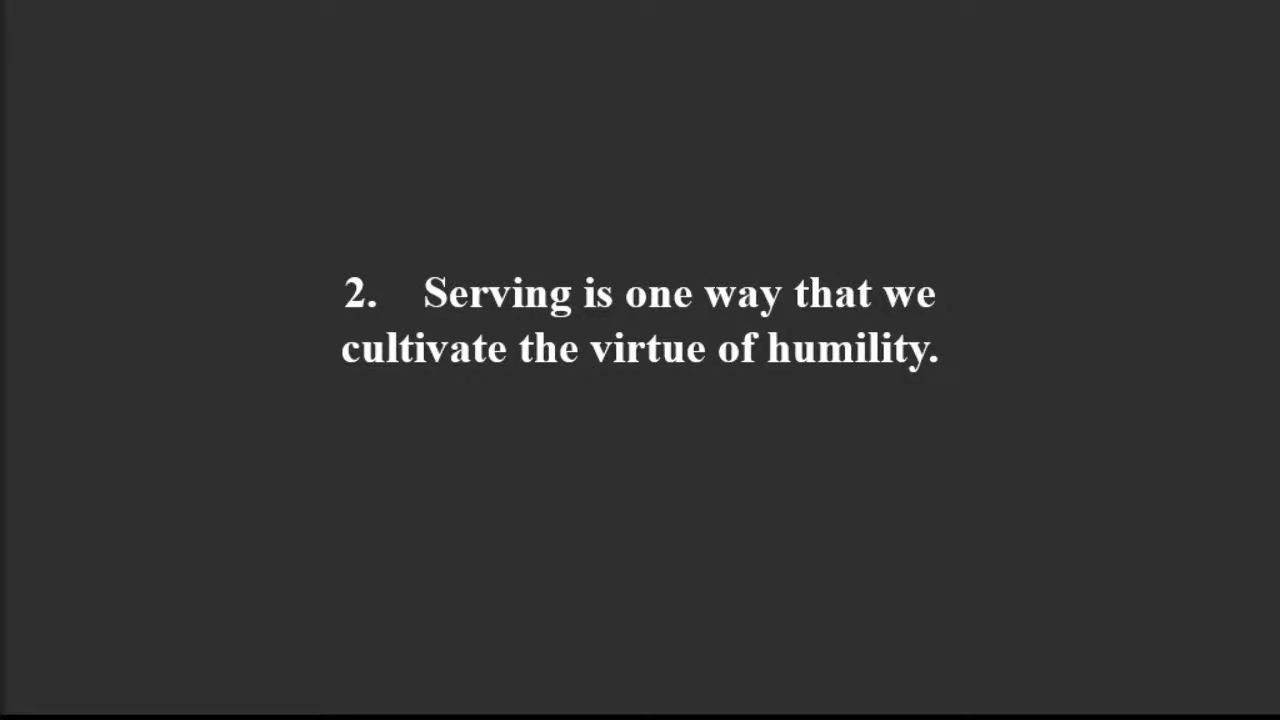 2. Serving is one way that we
cultivate the virtue of humility.